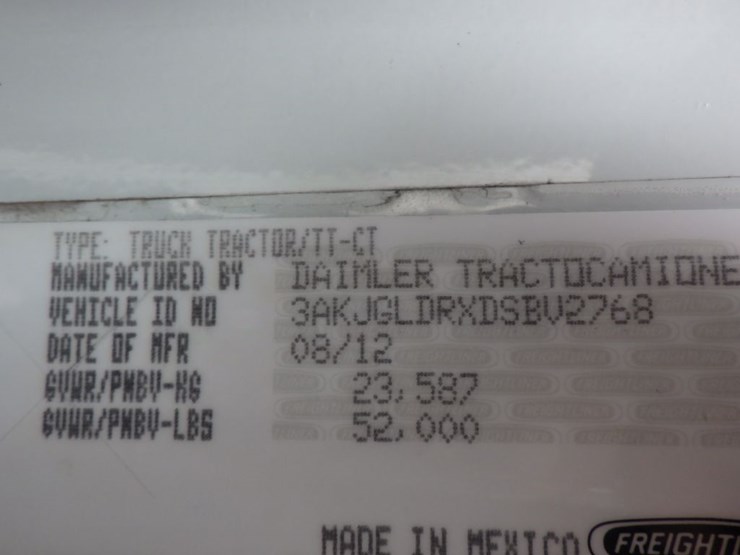 TYPE: TRUCK TRACTOR/TT-CT
MANUFACTURED BY DAIMLER TRACTOCAMIONE
VEHICLE ID NO 3AKJGLDRXDSBV2768
DATE OF MFR 08/12
GVWR/PNBV-KG 23,587
GVWR/PNBV-LBS 52,000
MADE IN MEXICO FREIGHTL